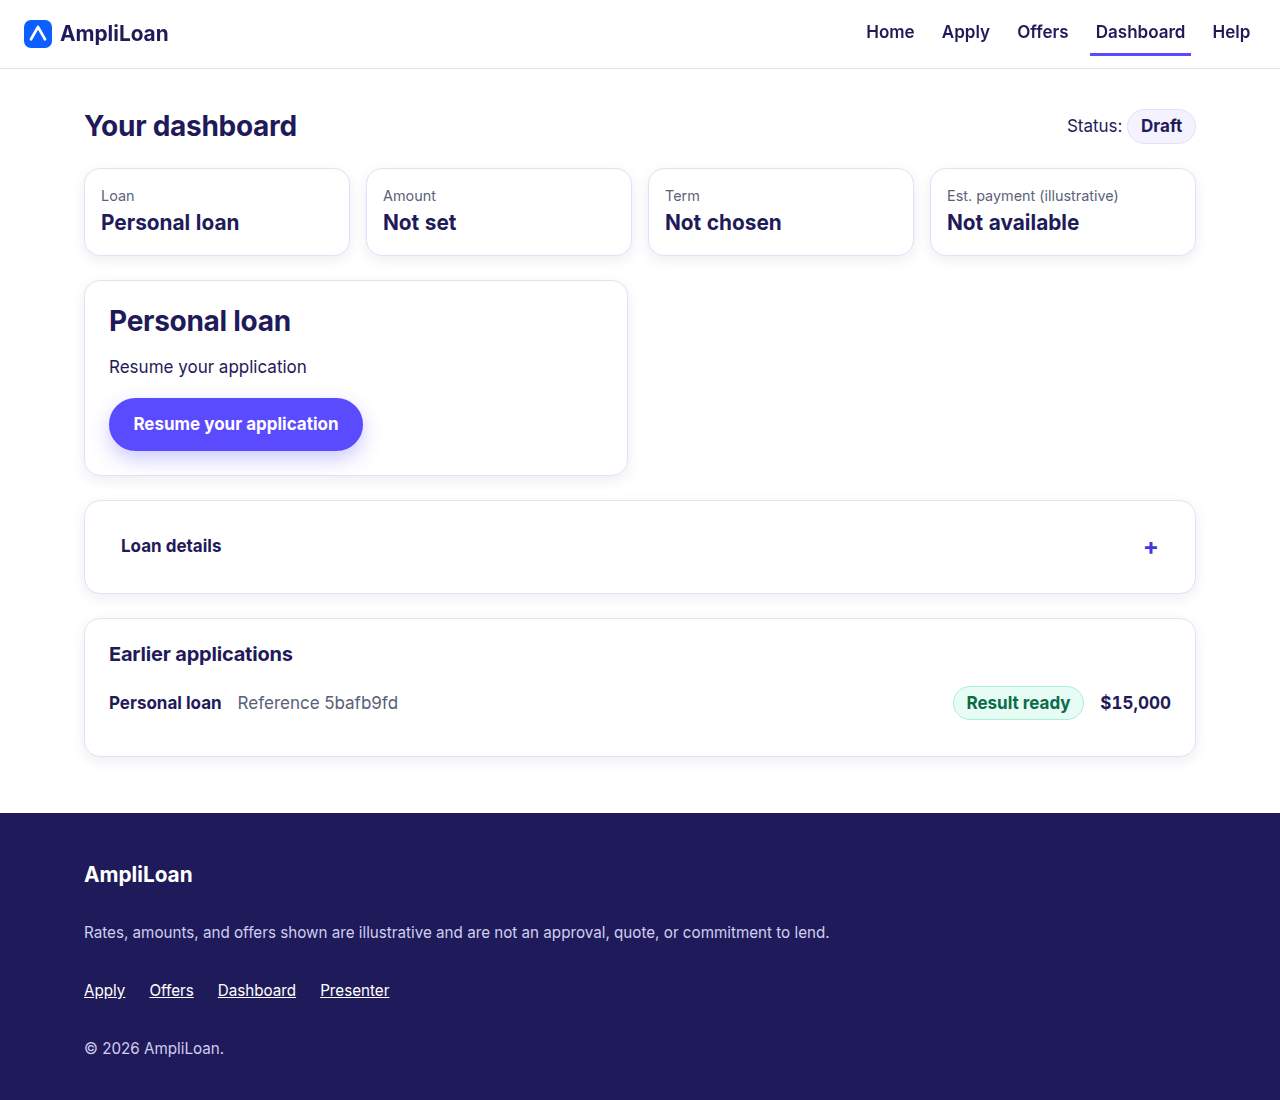 AmpliLoan
Home Apply Offers Dashboard Help
Your dashboard
Status: Draft
Loan
Personal loan
Amount
Not set
Term
Not chosen
Est. payment (illustrative)
Not available
Personal loan
Resume your application
Resume your application
Loan details +
Earlier applications
Personal loan Reference 5bafb9fd Result ready $15,000
AmpliLoan
Rates, amounts, and offers shown are illustrative and are not an approval, quote, or commitment to lend.
Apply Offers Dashboard Presenter
© 2026 AmpliLoan.